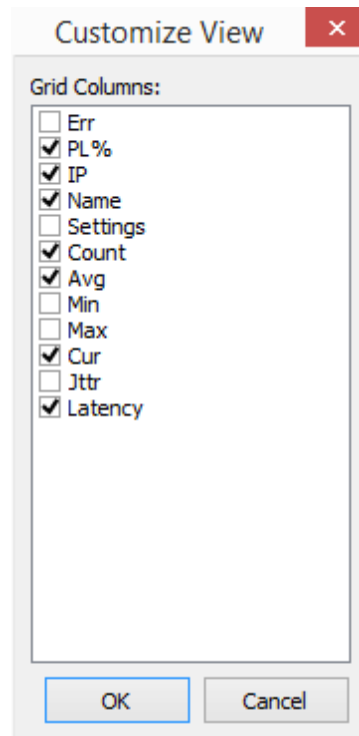 Customize View
Grid Columns:
Err
PL%
IP
Name
Settings
Count
Avg
Min
Max
Cur
Jttr
Latency
OK Cancel